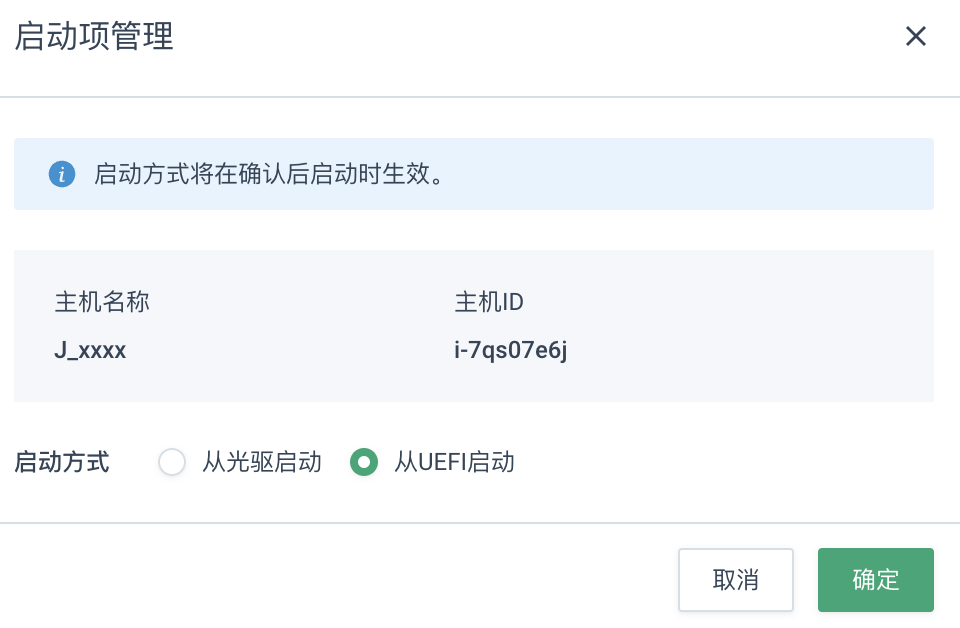 启动项管理
启动方式将在确认后启动时生效。
主机名称 主机ID
J_xxxx i-7qs07e6j
启动方式 从光驱启动 从UEFI启动
取消 确定